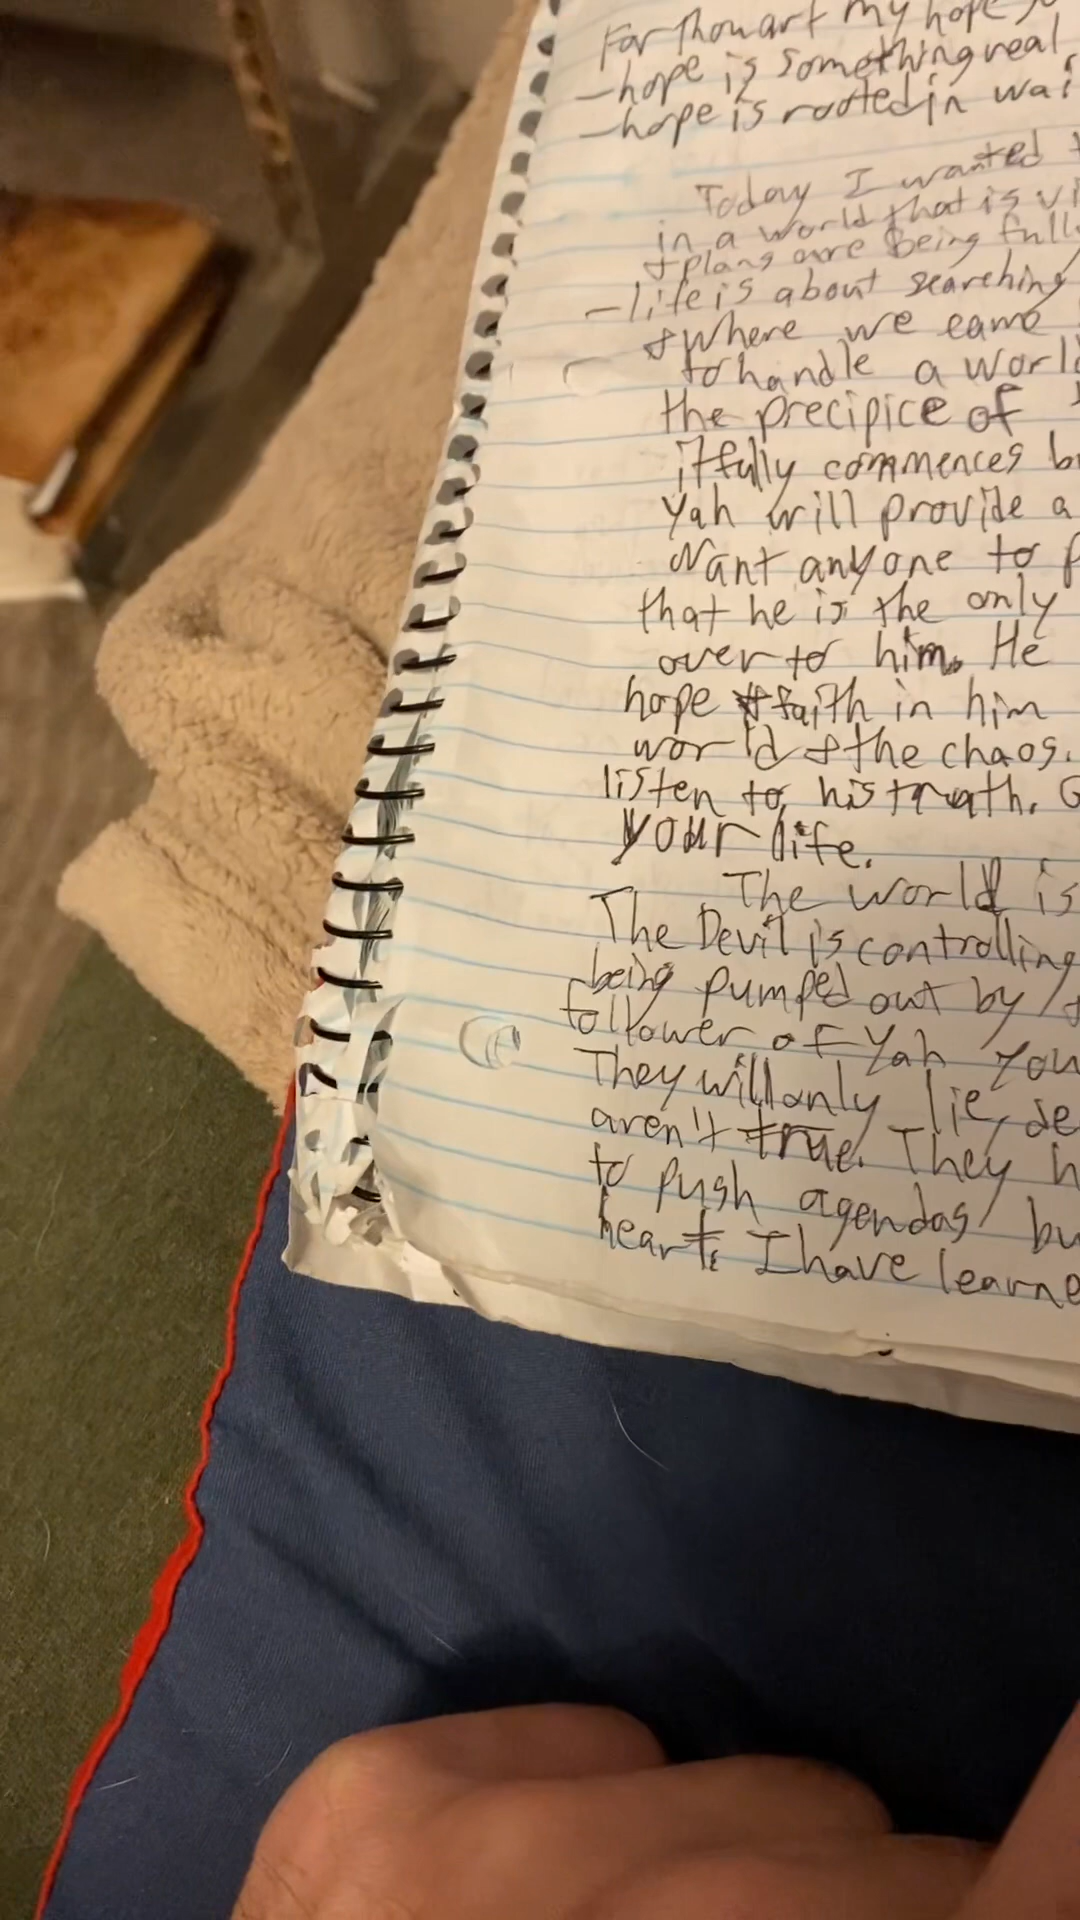 For thou art my hope
- hope is something real
- hope is rooted in wai
Today I wanted t
in a world that is vi
& plans are being full
- life is about searching
& where we came
to handle a worl
the precipice of
it fully commences bu
Yah will provide a
want anyone to p
that he is the only
over to him. He
hope & faith in him
world & the chaos.
listen to his truth. G
your life.
The world is
The Devil is controlling
being pumped out by
follower of Yah you
They will only lie, de
aren't true. They h
to push agendas bu
heart. I have learne